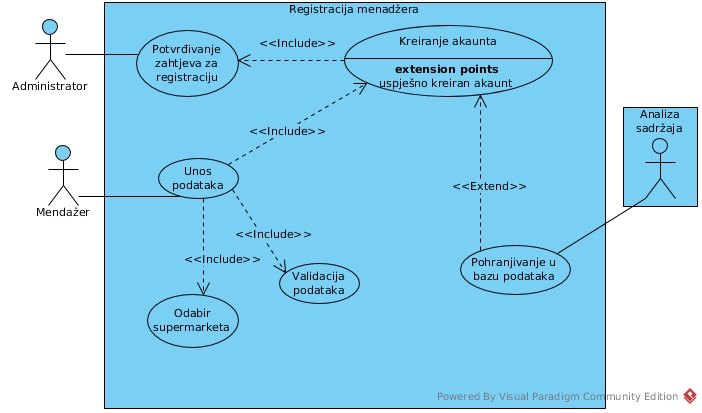 Registracija menadžera
Administrator
Potvrđivanje
zahtjeva za
registraciju
<<Include>>
Kreiranje akaunta
extension points
uspješno kreiran akaunt
<<Include>>
Analiza
sadržaja
Mendažer
Unos
podataka
<<Extend>>
<<Include>>
<<Include>>
Pohranjivanje u
bazu podataka
Validacija
podataka
Odabir
supermarketa
Powered By Visual Paradigm Community Edition